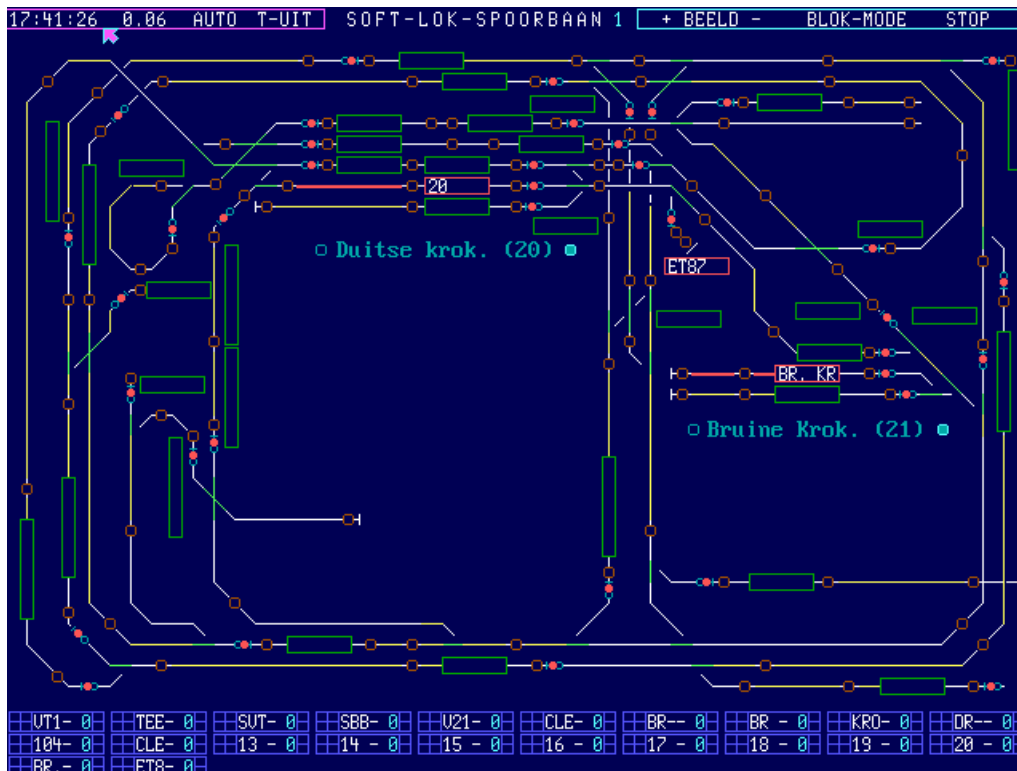 17:41:26 0.06 AUTO T-UIT SOFT-LOK-SPOORBAAN 1 + BEELD - BLOK-MODE STOP
20
Duitse krok. (20)
ET87
BR. KR
Bruine Krok. (21)
VT1- 0 TEE- 0 SVT- 0 SBB- 0 V21- 0 CLE- 0 BR-- 0 BR - 0 KRO- 0 DR-- 0
104- 0 CLE- 0 13 - 0 14 - 0 15 - 0 16 - 0 17 - 0 18 - 0 19 - 0 20 - 0
BR.- 0 ET8- 0